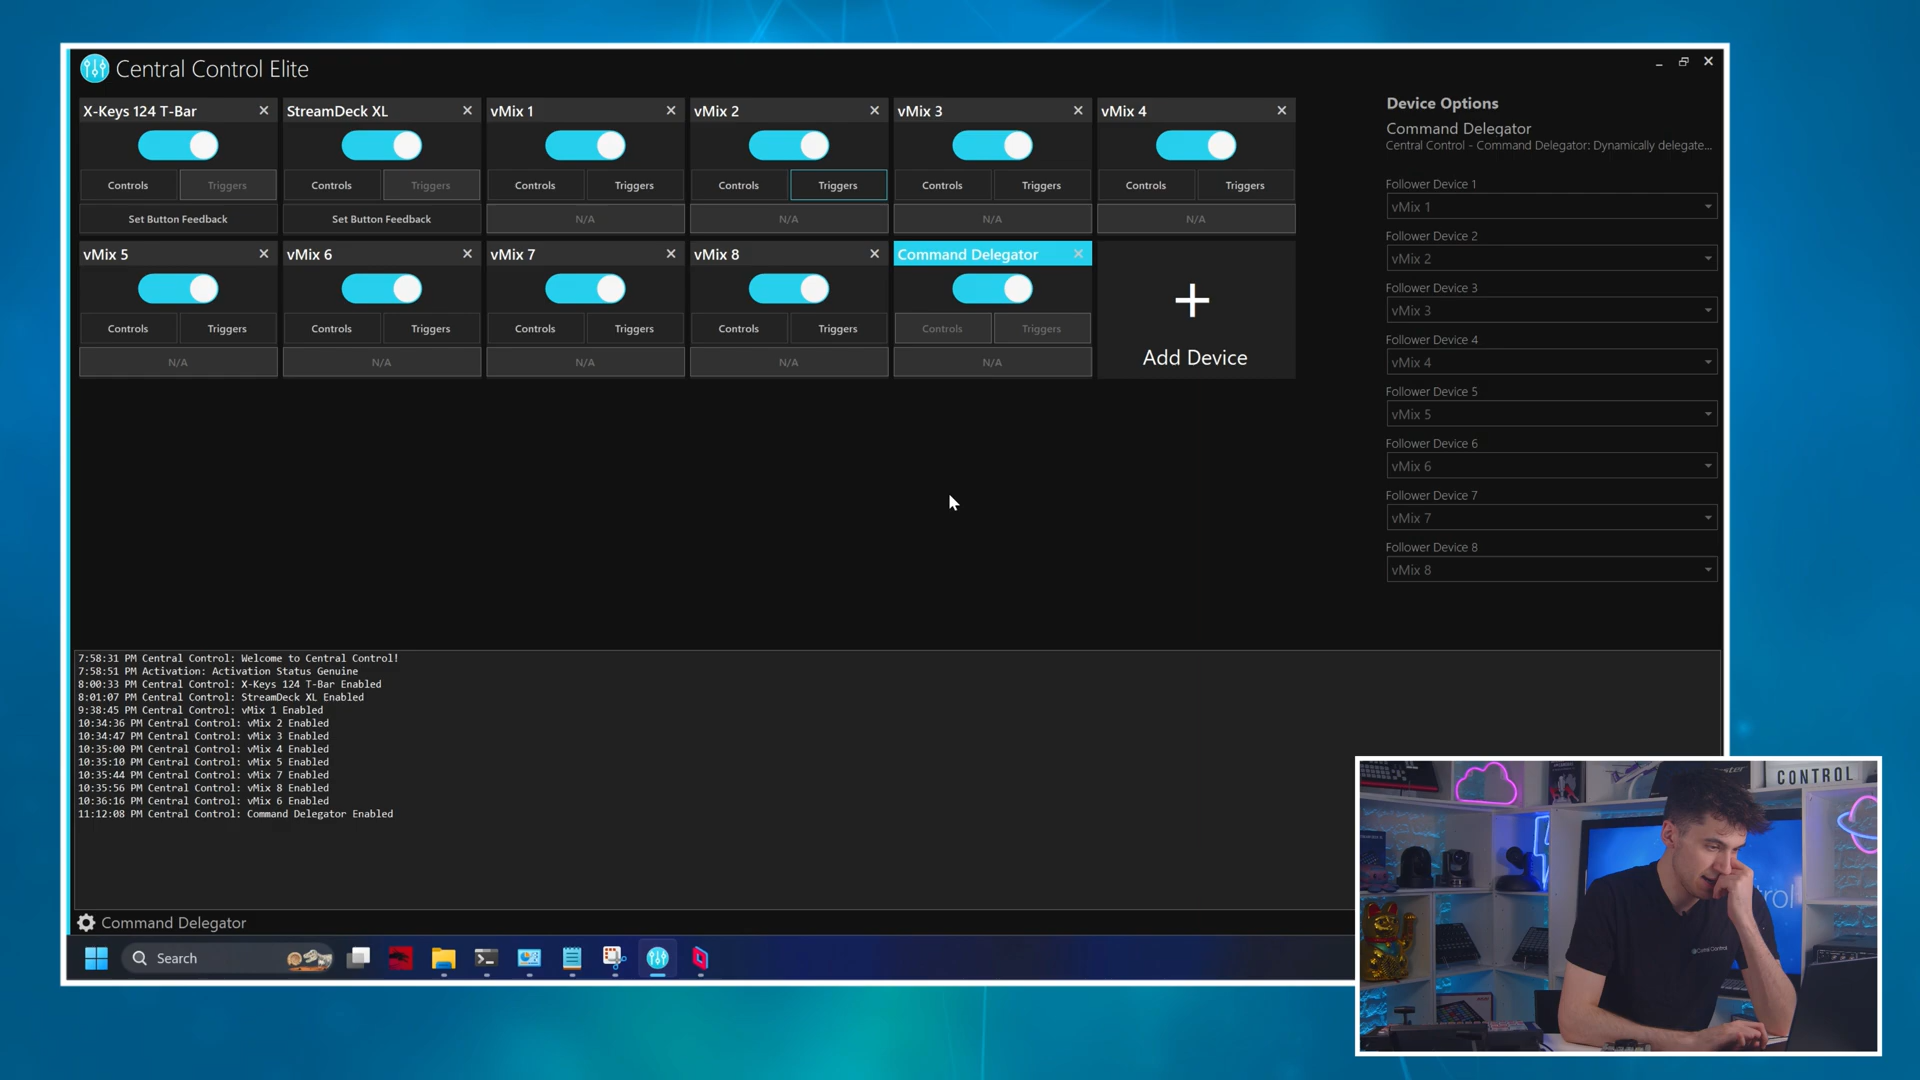 Central Control Elite
X-Keys 124 T-Bar
StreamDeck XL
vMix 1
vMix 2
vMix 3
vMix 4
Controls
Triggers
Controls
Triggers
Controls
Triggers
Controls
Triggers
Controls
Triggers
Controls
Triggers
Set Button Feedback
Set Button Feedback
N/A
N/A
N/A
N/A
vMix 5
vMix 6
vMix 7
vMix 8
Command Delegator
Controls
Triggers
Controls
Triggers
Controls
Triggers
Controls
Triggers
Controls
Triggers
N/A
N/A
N/A
N/A
N/A
Add Device
Device Options
Command Delegator
Central Control - Command Delegator: Dynamically delegate...
Follower Device 1
vMix 1
Follower Device 2
vMix 2
Follower Device 3
vMix 3
Follower Device 4
vMix 4
Follower Device 5
vMix 5
Follower Device 6
vMix 6
Follower Device 7
vMix 7
Follower Device 8
vMix 8
7:58:31 PM Central Control: Welcome to Central Control!
7:58:51 PM Activation: Activation Status Genuine
8:00:33 PM Central Control: X-Keys 124 T-Bar Enabled
8:01:07 PM Central Control: StreamDeck XL Enabled
9:38:45 PM Central Control: vMix 1 Enabled
10:34:36 PM Central Control: vMix 2 Enabled
10:34:47 PM Central Control: vMix 3 Enabled
10:35:00 PM Central Control: vMix 4 Enabled
10:35:10 PM Central Control: vMix 5 Enabled
10:35:44 PM Central Control: vMix 7 Enabled
10:35:56 PM Central Control: vMix 8 Enabled
10:36:16 PM Central Control: vMix 6 Enabled
11:12:08 PM Central Control: Command Delegator Enabled
Command Delegator
Search
CONTROL